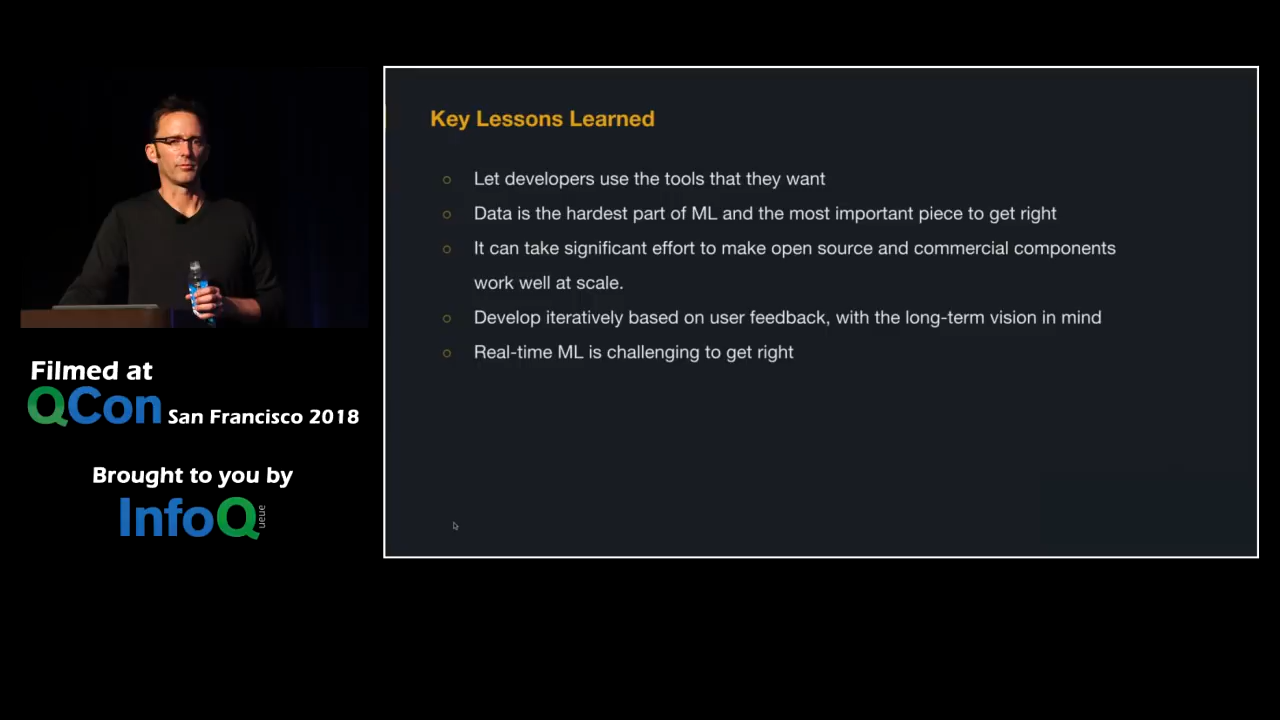 Key Lessons Learned
Let developers use the tools that they want
Data is the hardest part of ML and the most important piece to get right
It can take significant effort to make open source and commercial components
work well at scale.
Develop iteratively based on user feedback, with the long-term vision in mind
Real-time ML is challenging to get right
Filmed at
QCon San Francisco 2018
Brought to you by
InfoQueue